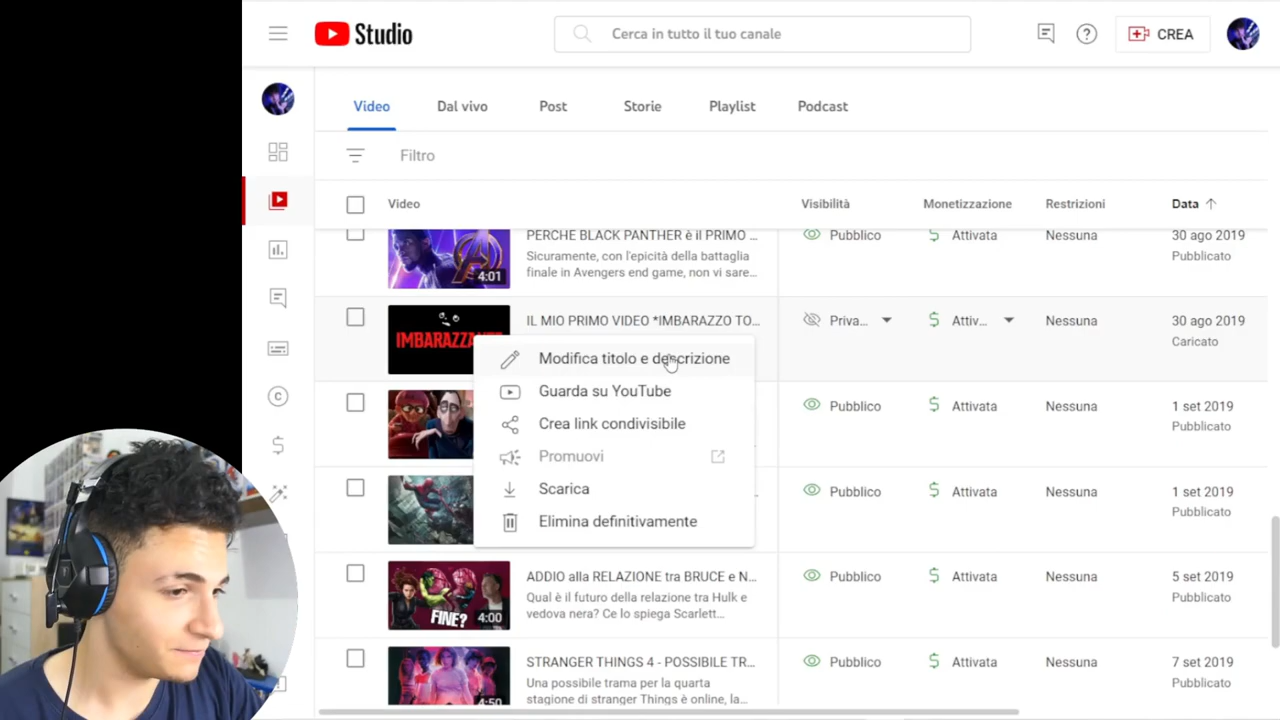 Studio
Cerca in tutto il tuo canale
CREA
Video
Dal vivo
Post
Storie
Playlist
Podcast
Filtro
Video
Visibilità
Monetizzazione
Restrizioni
Data
4:01
PERCHE BLACK PANTHER è il PRIMO ...
Sicuramente, con l'epicità della battaglia
finale in Avengers end game, non vi sare...
Pubblico
Attivata
Nessuna
30 ago 2019
Pubblicato
IL MIO PRIMO VIDEO *IMBARAZZO TO...
Priva...
Attiv...
Nessuna
30 ago 2019
Caricato
Modifica titolo e descrizione
Guarda su YouTube
Crea link condivisibile
Promuovi
Scarica
Elimina definitivamente
Pubblico
Attivata
Nessuna
1 set 2019
Pubblicato
Pubblico
Attivata
Nessuna
1 set 2019
Pubblicato
FINE?
4:00
ADDIO alla RELAZIONE tra BRUCE e N...
Qual è il futuro della relazione tra Hulk e
vedova nera? Ce lo spiega Scarlett...
Pubblico
Attivata
Nessuna
5 set 2019
Pubblicato
4:50
STRANGER THINGS 4 - POSSIBILE TR...
Una possibile trama per la quarta
stagione di stranger Things è online, la...
Pubblico
Attivata
Nessuna
7 set 2019
Pubblicato